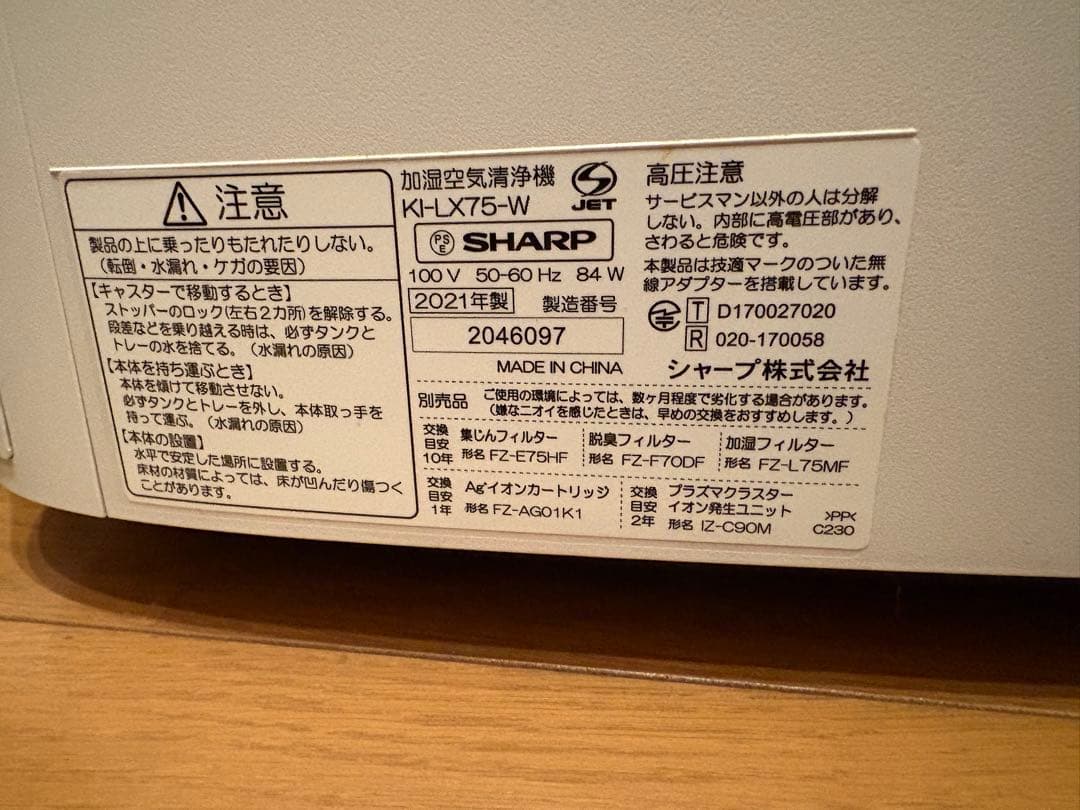 注意
製品の上に乗ったりもたれたりしない。
（転倒・水漏れ・ケガの要因）
【キャスターで移動するとき】
ストッパーのロック(左右2カ所)を解除する。
段差などを乗り越える時は、必ずタンクと
トレーの水を捨てる。（水漏れの原因）
【本体を持ち運ぶとき】
本体を傾けて移動させない。
必ずタンクとトレーを外し、本体取っ手を
持って運ぶ。（水漏れの原因）
【本体の設置】
水平で安定した場所に設置する。
床材の材質によっては、床が凹んだり傷つく
ことがあります。
加湿空気清浄機
KI-LX75-W
JET
PS
E
SHARP
100 V 50-60 Hz 84 W
2021年製 製造番号
2046097
MADE IN CHINA
高圧注意
サービスマン以外の人は分解
しない。内部に高電圧部があり、
さわると危険です。
本製品は技適マークのついた無
線アダプターを搭載しています。
T D170027020
R 020-170058
シャープ株式会社
別売品 ご使用の環境によっては、数ヶ月程度で劣化する場合があります。
（嫌なニオイを感じたときは、早めの交換をおすすめします。）
交換目安10年 集じんフィルター 形名 FZ-E75HF
脱臭フィルター 形名 FZ-F70DF
加湿フィルター 形名 FZ-L75MF
交換目安1年 Ag⁺イオンカートリッジ 形名 FZ-AG01K1
交換目安2年 プラズマクラスターイオン発生ユニット 形名 IZ-C90M
>PP<
C230